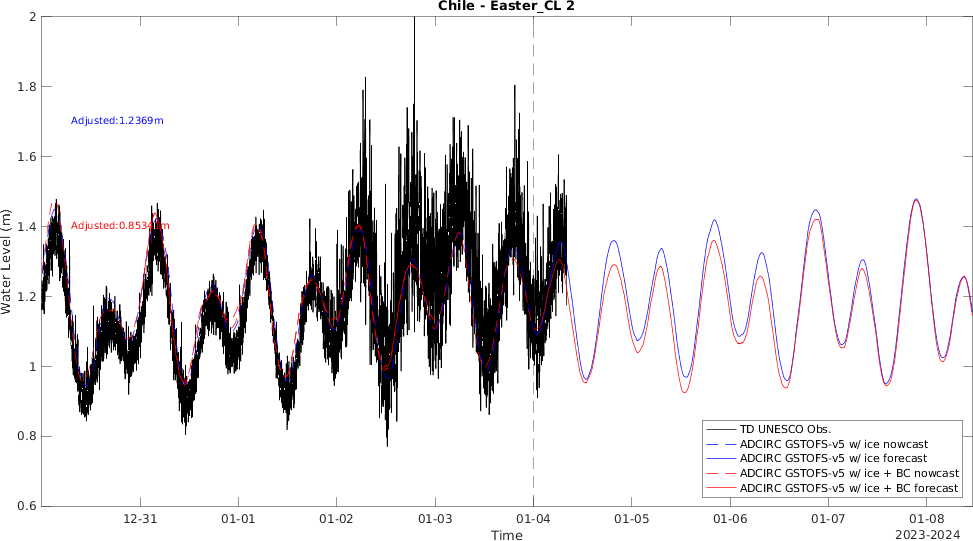 Chile - Easter_CL 2
Water Level (m)
2
1.8
1.6
1.4
1.2
1
0.8
0.6
Adjusted:1.2369m
Adjusted:0.853
12-31
01-01
01-02
01-03
01-04
01-05
01-06
01-07
01-08
Time
2023-2024
TD UNESCO Obs.
ADCIRC GSTOFS-v5 w/ ice nowcast
ADCIRC GSTOFS-v5 w/ ice forecast
ADCIRC GSTOFS-v5 w/ ice + BC nowcast
ADCIRC GSTOFS-v5 w/ ice + BC forecast